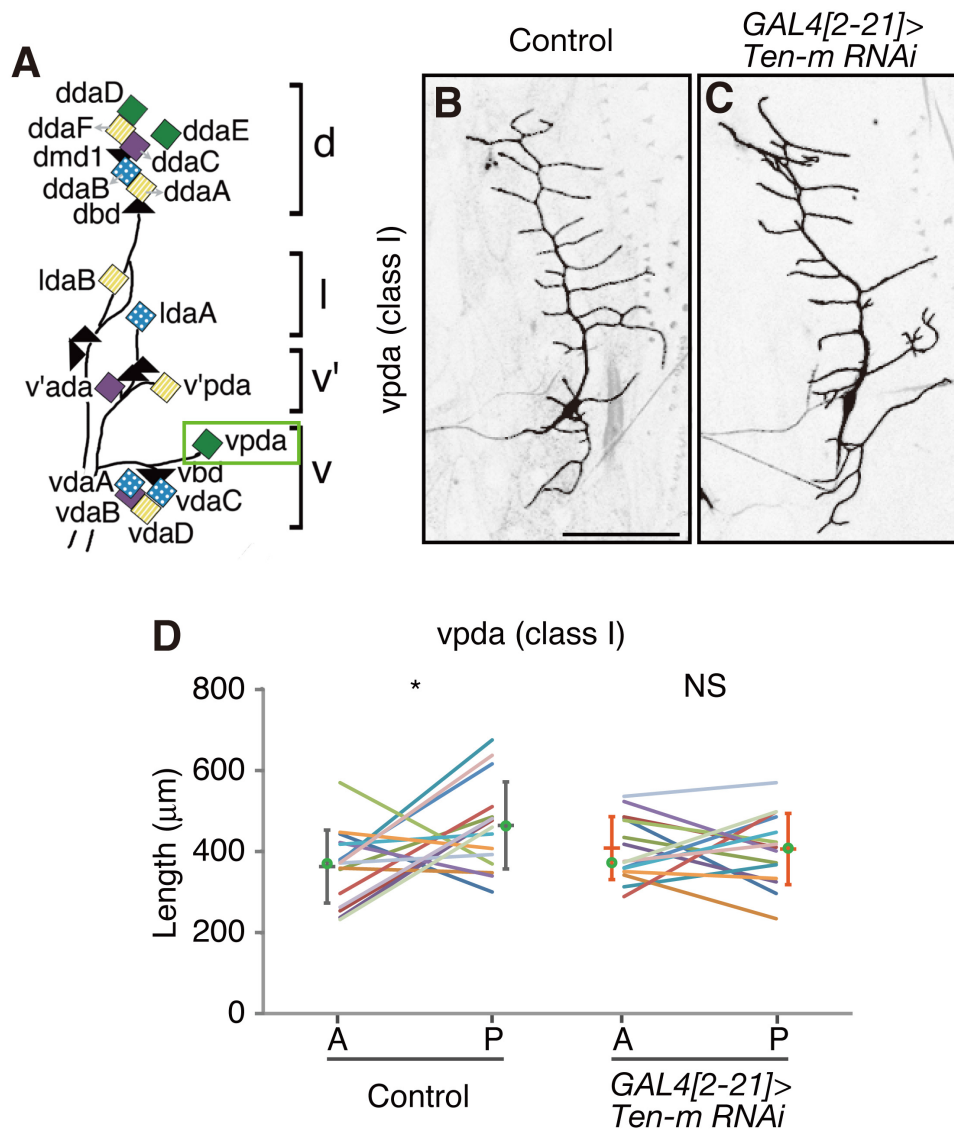 A
ddaD
ddaF
ddaE
dmd1
ddaC
ddaB
ddaA
dbd
d
ldaB
ldaA
l
v'ada
v'pda
v'
vpda
vbd
vdaA
vdaC
vdaB
vdaD
v
Control
GAL4[2-21]>
Ten-m RNAi
vpda (class I)
B
C
D
vpda (class I)
Length (μm)
800
600
400
200
0
*
NS
A
P
A
P
Control
GAL4[2-21]>
Ten-m RNAi